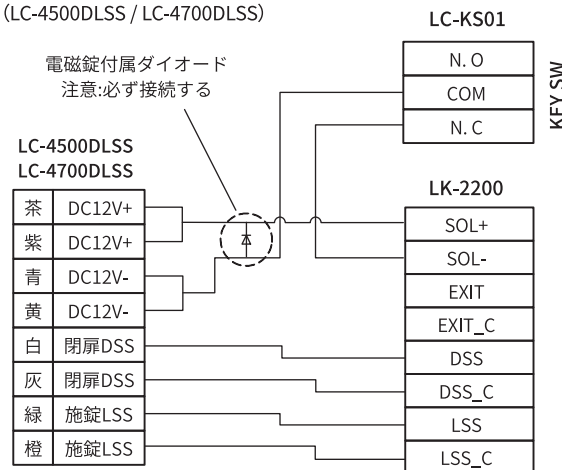 (LC-4500DLSS / LC-4700DLSS)
電磁錠付属ダイオード
注意:必ず接続する
LC-KS01
N.O
COM
N.C
KEY SW
LC-4500DLSS
LC-4700DLSS
茶 DC12V+
紫 DC12V+
青 DC12V-
黄 DC12V-
白 閉扉DSS
灰 閉扉DSS
緑 施錠LSS
橙 施錠LSS
LK-2200
SOL+
SOL-
EXIT
EXIT_C
DSS
DSS_C
LSS
LSS_C